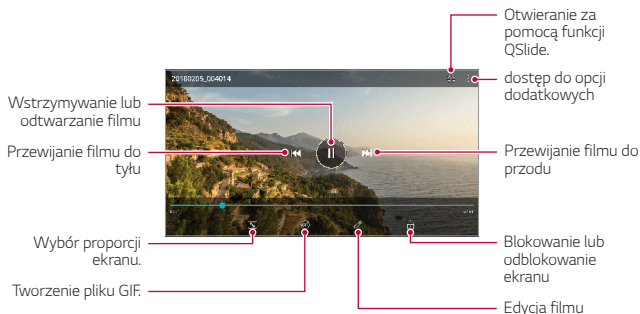 Otwieranie za
pomocą funkcji
QSlide.
20180205_004014
dostęp do opcji
dodatkowych
Wstrzymywanie lub
odtwarzanie filmu
Przewijanie filmu do
tyłu
Przewijanie filmu do
przodu
Wybór proporcji
ekranu.
Blokowanie lub
odblokowanie
ekranu
Tworzenie pliku GIF.
Edycja filmu